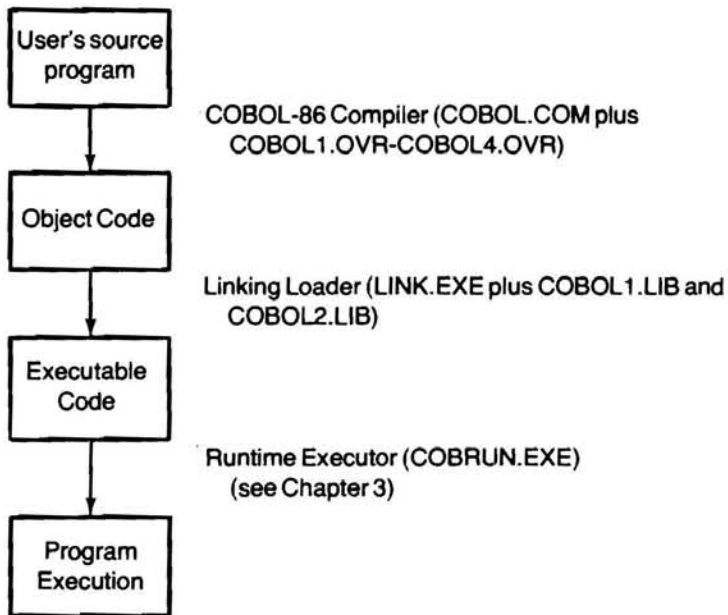 User's source
program
COBOL-86 Compiler (COBOL.COM plus
COBOL1.OVR-COBOL4.OVR)
Object Code
Linking Loader (LINK.EXE plus COBOL1.LIB and
COBOL2.LIB)
Executable
Code
Runtime Executor (COBRUN.EXE)
(see Chapter 3)
Program
Execution